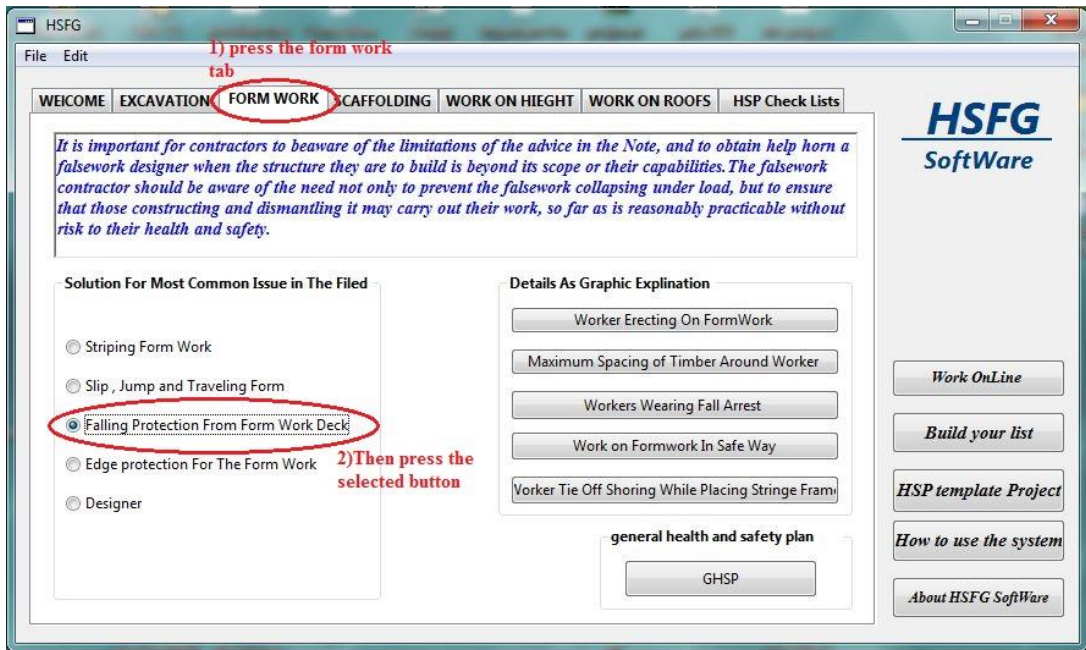 HSFG
File Edit
1) press the form work
tab
WElCOME EXCAVATION FORM WORK SCAFFOLDING WORK ON HIEGHT WORK ON ROOFS HSP Check Lists
It is important for contractors to beaware of the limitations of the advice in the Note, and to obtain help horn a
falsework designer when the structure they are to build is beyond its scope or their capabilities.The falsework
contractor should be aware of the need not only to prevent the falsework collapsing under load, but to ensure
that those constructing and dismantling it may carry out their work, so far as is reasonably practicable without
risk to their health and safety.
Solution For Most Common Issue in The Filed
Striping Form Work
Slip , Jump and Traveling Form
Falling Protection From Form Work Deck
Edge protection For The Form Work
Designer
2)Then press the
selected button
Details As Graphic Explination
Worker Erecting On FormWork
Maximum Spacing of Timber Around Worker
Workers Wearing Fall Arrest
Work on Formwork In Safe Way
Vorker Tie Off Shoring While Placing Stringe Fram
general health and safety plan
GHSP
HSFG
SoftWare
Work OnLine
Build your list
HSP template Project
How to use the system
About HSFG SoftWare